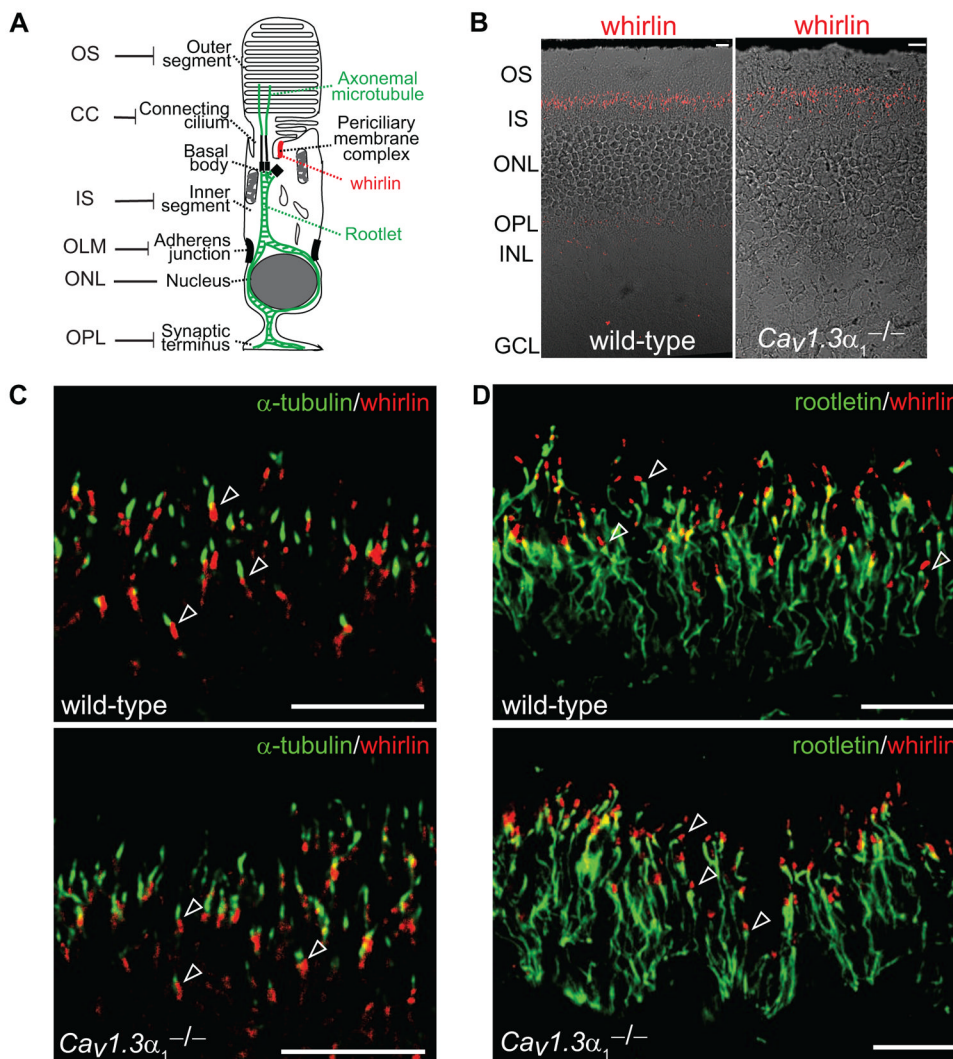 A
OS
Outer segment
CC
Connecting cilium
Basal body
IS
Inner segment
OLM
Adherens junction
ONL
Nucleus
OPL
Synaptic terminus
Axonemal microtubule
Periciliary membrane complex
whirlin
Rootlet
B
whirlin
whirlin
OS
IS
ONL
OPL
INL
GCL
wild-type
Cav1.3α1−/−
C
α-tubulin/whirlin
wild-type
α-tubulin/whirlin
Cav1.3α1−/−
D
rootletin/whirlin
wild-type
rootletin/whirlin
Cav1.3α1−/−